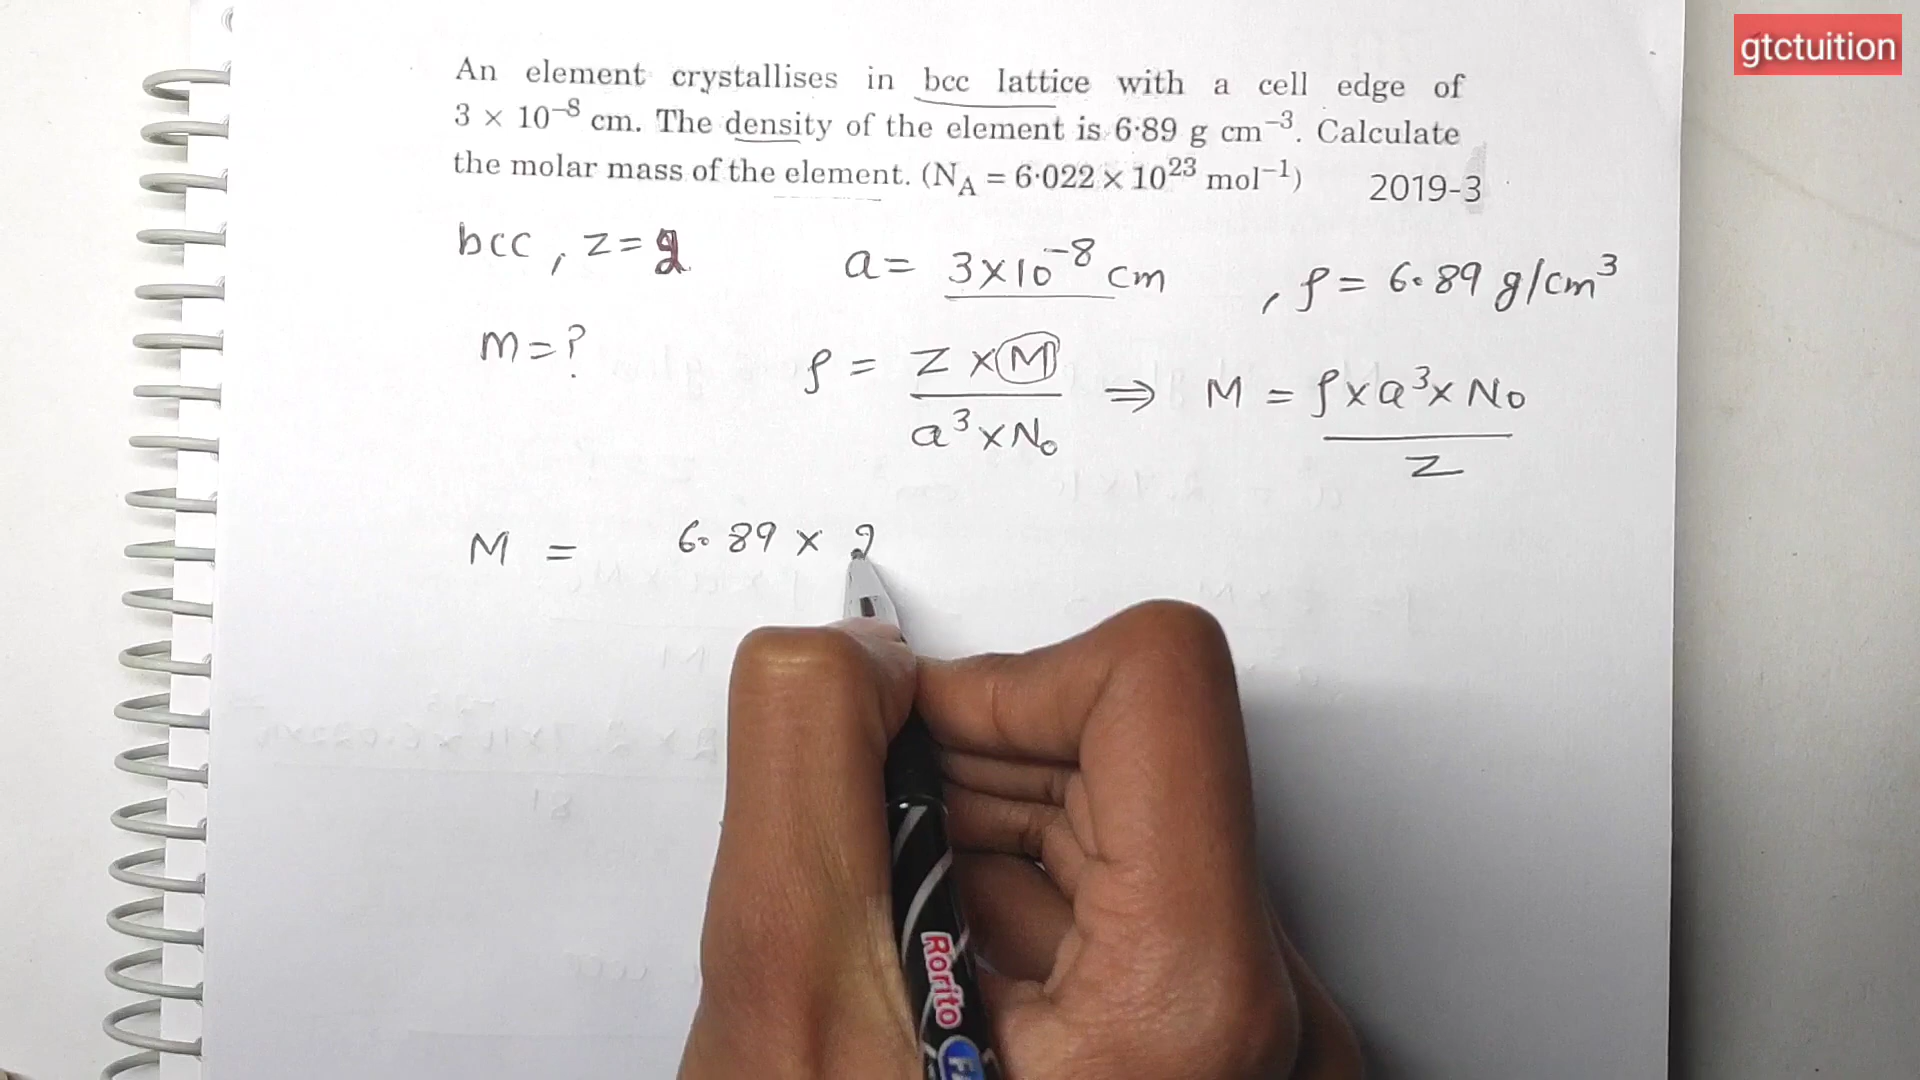 gtctuition
An element crystallises in bcc lattice with a cell edge of
3 × 10⁻⁸ cm. The density of the element is 6·89 g cm⁻³. Calculate
the molar mass of the element. (N_A = 6·022 × 10²³ mol⁻¹) 2019-3
bcc , z = 2 a = 3×10⁻⁸ cm , ρ = 6.89 g/cm³
m = ? ρ = Z × M / a³ × N₀ ⇒ M = ρ × a³ × N₀ / Z
M = 6.89 × 2
Rorito